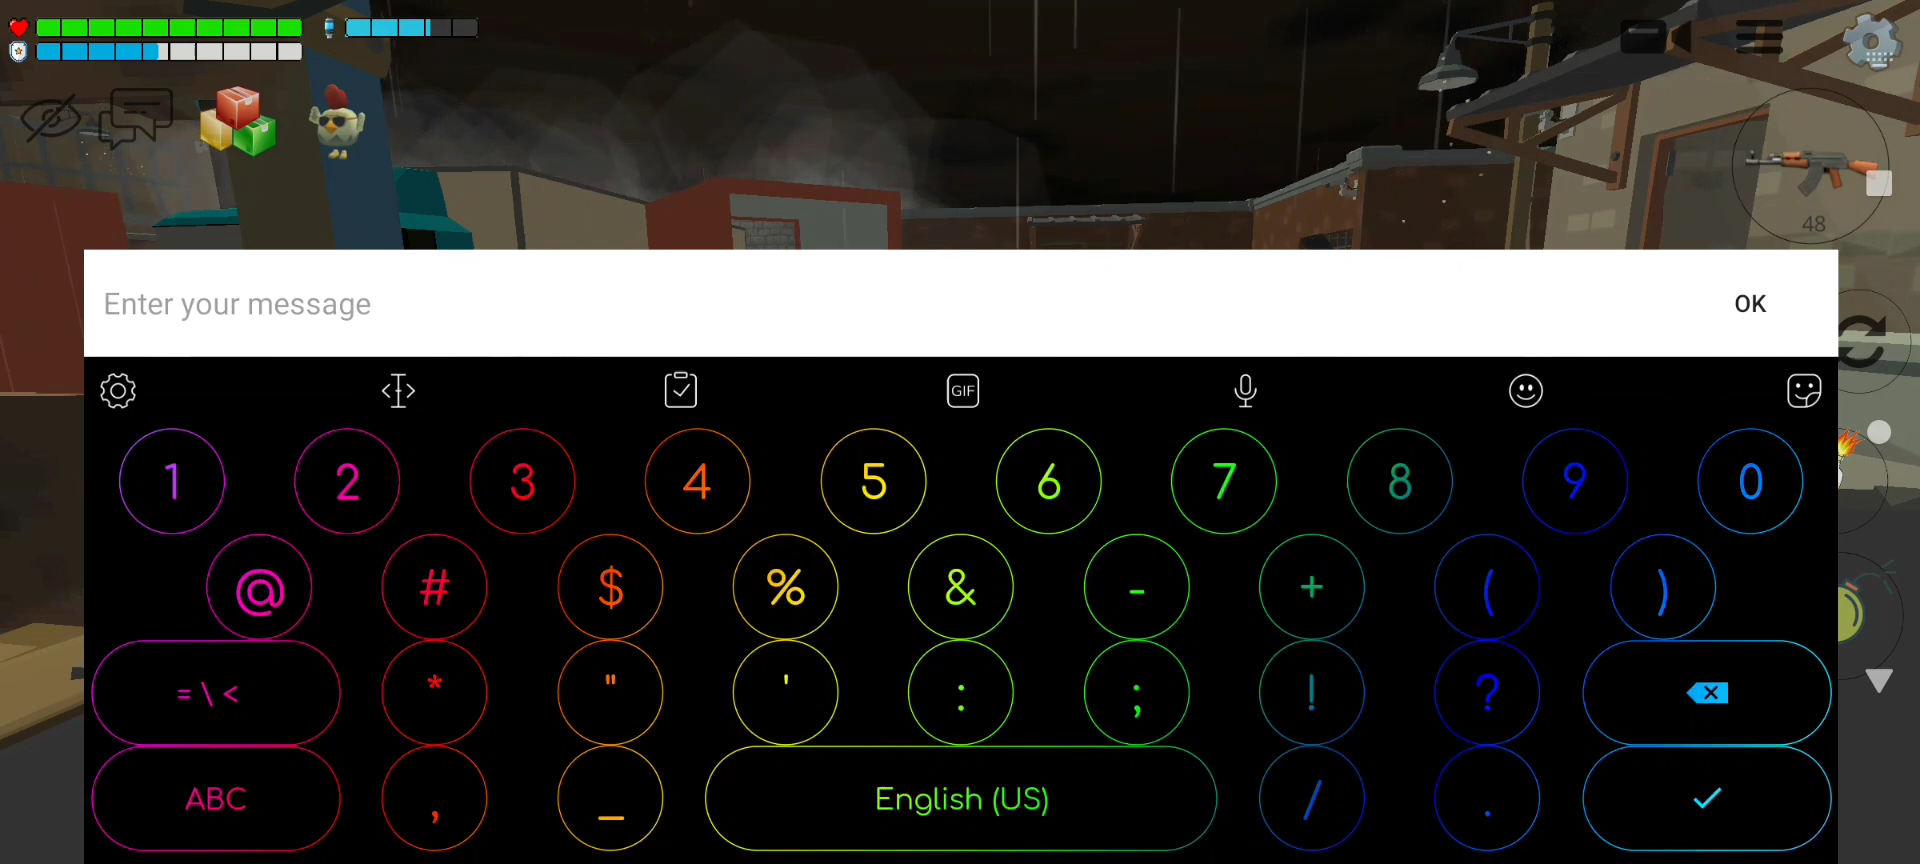 48
Enter your message OK
GIF
1 2 3 4 5 6 7 8 9 0
@ # $ % & - + ( )
= \ < * " ' : ; ! ?
ABC , _ English (US) / .